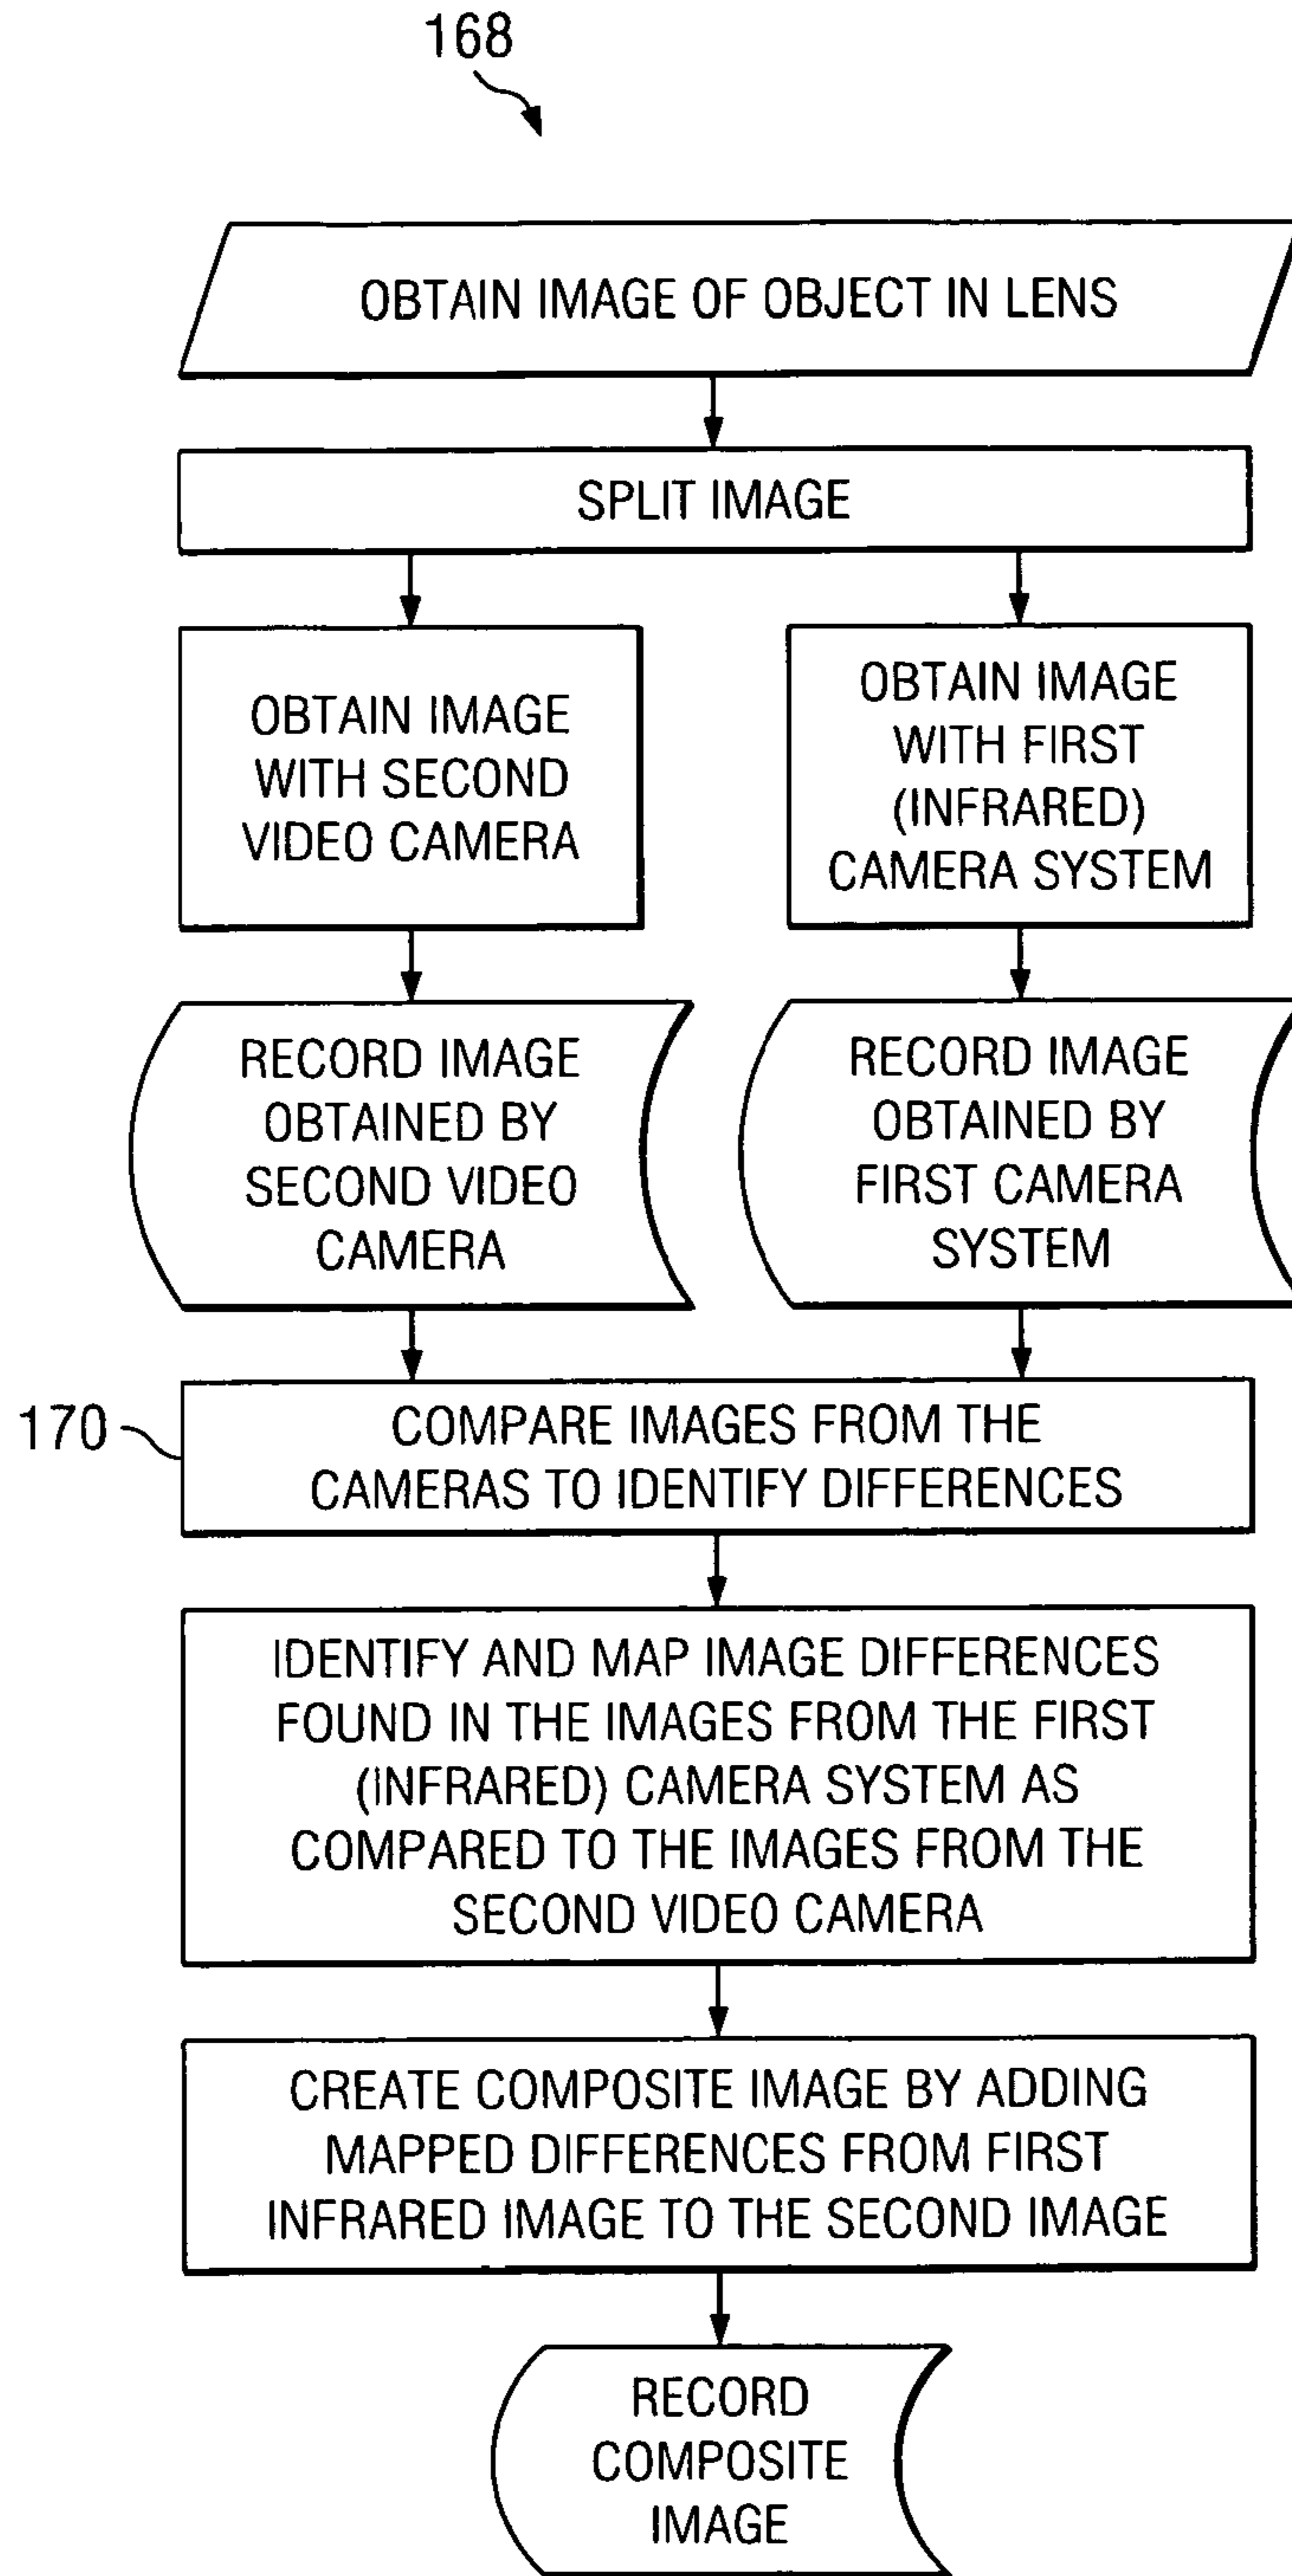 168
OBTAIN IMAGE OF OBJECT IN LENS
SPLIT IMAGE
OBTAIN IMAGE
WITH SECOND
VIDEO CAMERA
OBTAIN IMAGE
WITH FIRST
(INFRARED)
CAMERA SYSTEM
RECORD IMAGE
OBTAINED BY
SECOND VIDEO
CAMERA
RECORD IMAGE
OBTAINED BY
FIRST CAMERA
SYSTEM
170
COMPARE IMAGES FROM THE
CAMERAS TO IDENTIFY DIFFERENCES
IDENTIFY AND MAP IMAGE DIFFERENCES
FOUND IN THE IMAGES FROM THE FIRST
(INFRARED) CAMERA SYSTEM AS
COMPARED TO THE IMAGES FROM THE
SECOND VIDEO CAMERA
CREATE COMPOSITE IMAGE BY ADDING
MAPPED DIFFERENCES FROM FIRST
INFRARED IMAGE TO THE SECOND IMAGE
RECORD
COMPOSITE
IMAGE